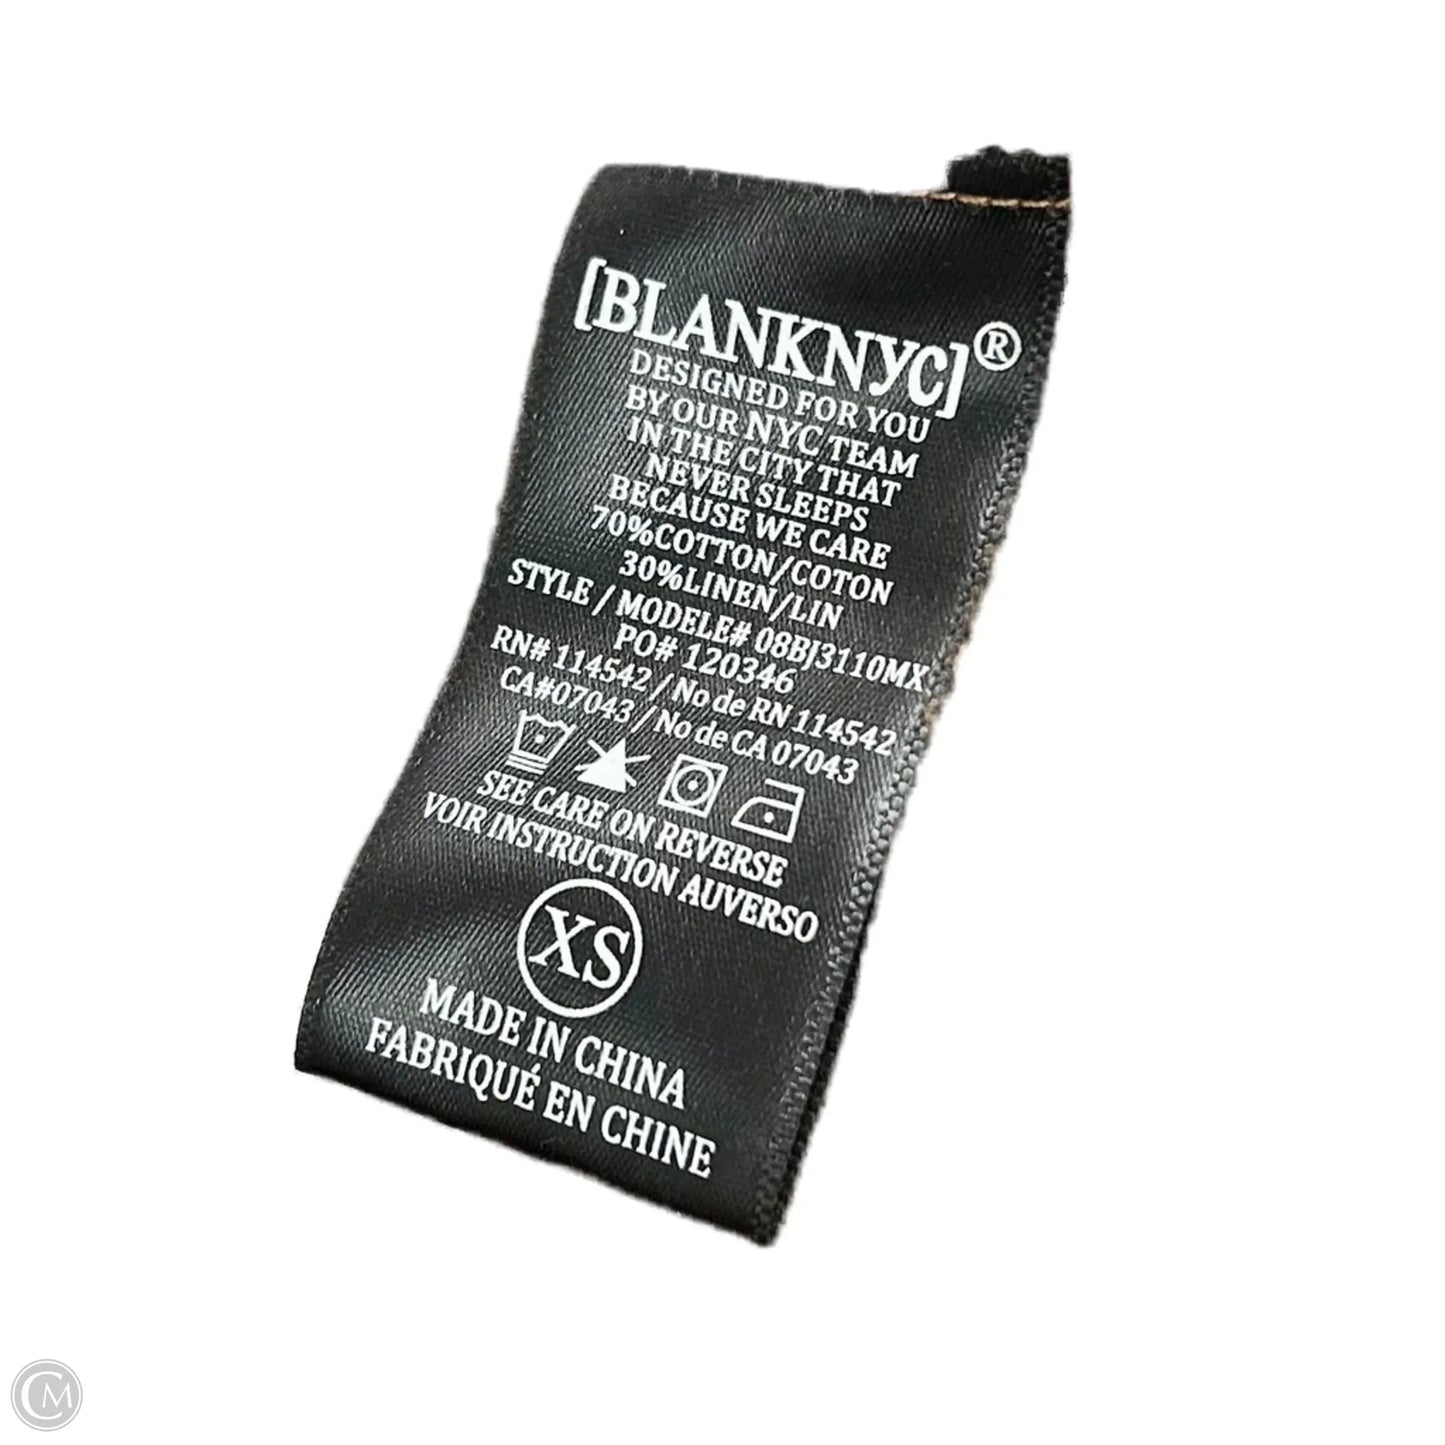 [BLANKNYC]®
DESIGNED FOR YOU
BY OUR NYC TEAM
IN THE CITY THAT
NEVER SLEEPS
BECAUSE WE CARE
70%COTTON/COTON
30%LINEN/LIN
STYLE / MODELE# 08BJ3110MX
PO# 120346
RN# 114542 / No de RN 114542
CA#07043 / No de CA 07043
SEE CARE ON REVERSE
VOIR INSTRUCTION AUVERSO
XS
MADE IN CHINA
FABRIQUÉ EN CHINE
CM